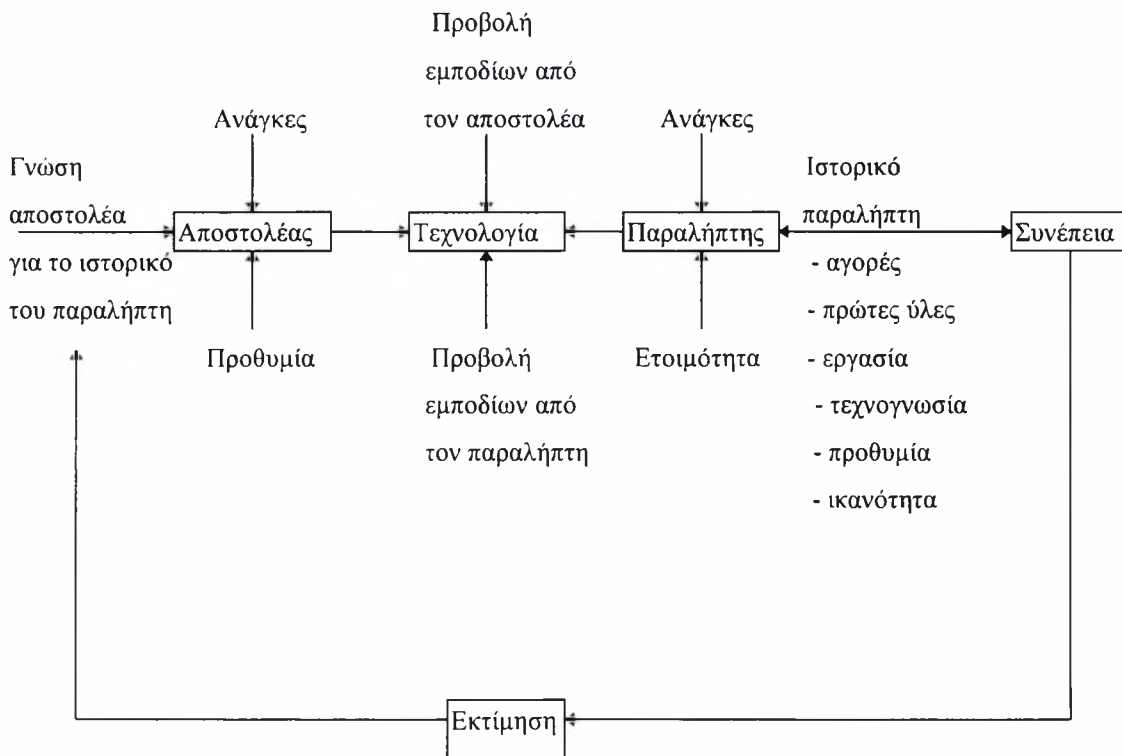 Προβολή
εμποδίων από
τον αποστολέα
Ανάγκες
Ανάγκες
Γνώση
αποστολέα
για το ιστορικό
του παραλήπτη
Αποστολέας
Τεχνολογία
Παραλήπτης
Ιστορικό
παραλήπτη
Συνέπεια
- αγορές
- πρώτες ύλες
- εργασία
- τεχνογνωσία
- προθυμία
- ικανότητα
Προθυμία
Προβολή
εμποδίων από
τον παραλήπτη
Ετοιμότητα
Εκτίμηση